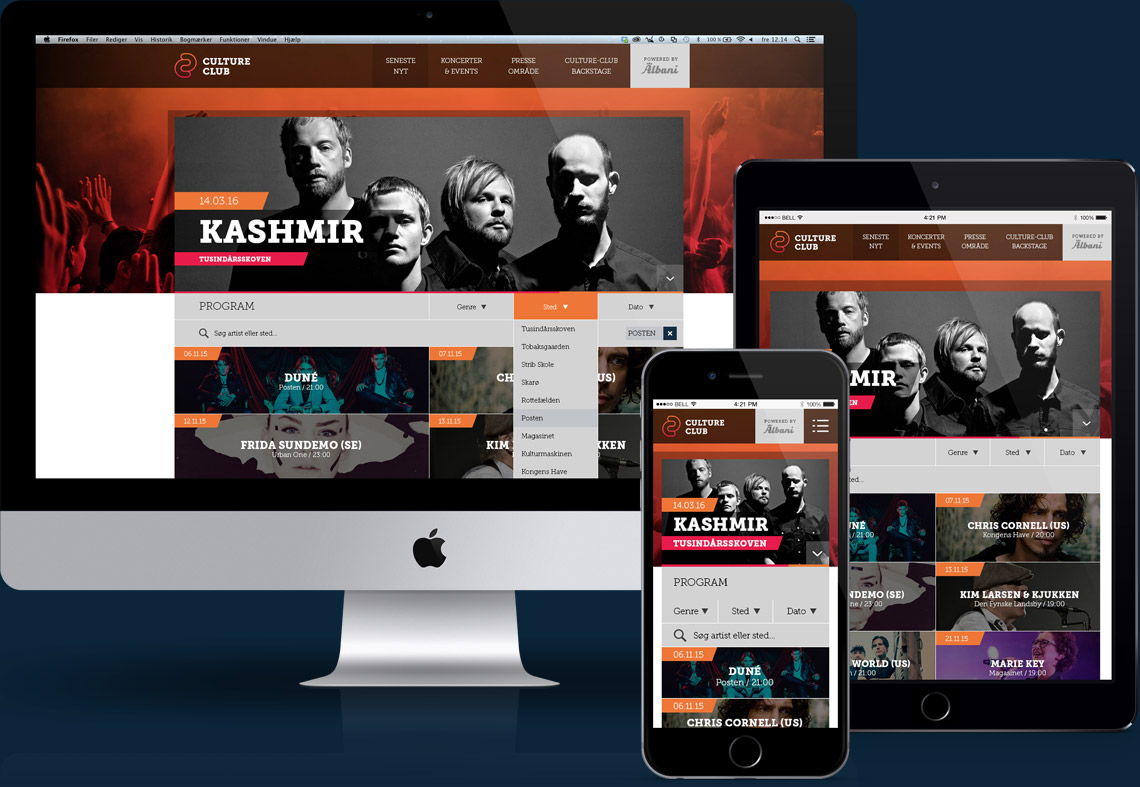 Firefox Filer Rediger Vis Historik Bogmærker Funktioner Vindue Hjælp
100 % fre 12.14
CULTURE
CLUB
SENESTE
NYT
KONCERTER
& EVENTS
PRESSE
OMRÅDE
CULTURE-CLUB
BACKSTAGE
POWERED BY
Albani
14.03.16
KASHMIR
TUSINDÅRSSKOVEN
PROGRAM
Genre ▼
Sted ▼
Dato ▼
Søg artist eller sted...
POSTEN ×
Tusindårsskoven
Tobaksgaarden
Strib Skole
Skarø
Rottefælden
Posten
Magasinet
Kulturmaskinen
Kongens Have
06.11.15
DUNÉ
Posten / 21:00
07.11.15
CH
US)
12.11.15
FRIDA SUNDEMO (SE)
Urban One / 23:00
13.11.15
KIM
KKEN
BELL 4:21 PM 100%
CULTURE
CLUB
SENESTE
NYT
KONCERTER
& EVENTS
PRESSE
OMRÅDE
CULTURE-CLUB
BACKSTAGE
POWERED BY
Albani
MIR
EN
Genre ▼
Sted ▼
Dato ▼
ted...
UNÉ
/ 21:00
07.11.15
CHRIS CORNELL (US)
Kongens Have / 20:00
NDEMO (SE)
ne / 23:00
13.11.15
KIM LARSEN & KJUKKEN
Den Fynske Landsby / 19:00
WORLD (US)
n / 21:00
21.11.15
MARIE KEY
Magasinet / 19:00
BELL 4:21 PM 100%
CULTURE
CLUB
POWERED BY
Albani
14.03.16
KASHMIR
TUSINDÅRSSKOVEN
PROGRAM
Genre ▼
Sted ▼
Dato ▼
Søg artist eller sted...
06.11.15
DUNÉ
Posten / 21:00
06.11.15
CHRIS CORNELL (US)